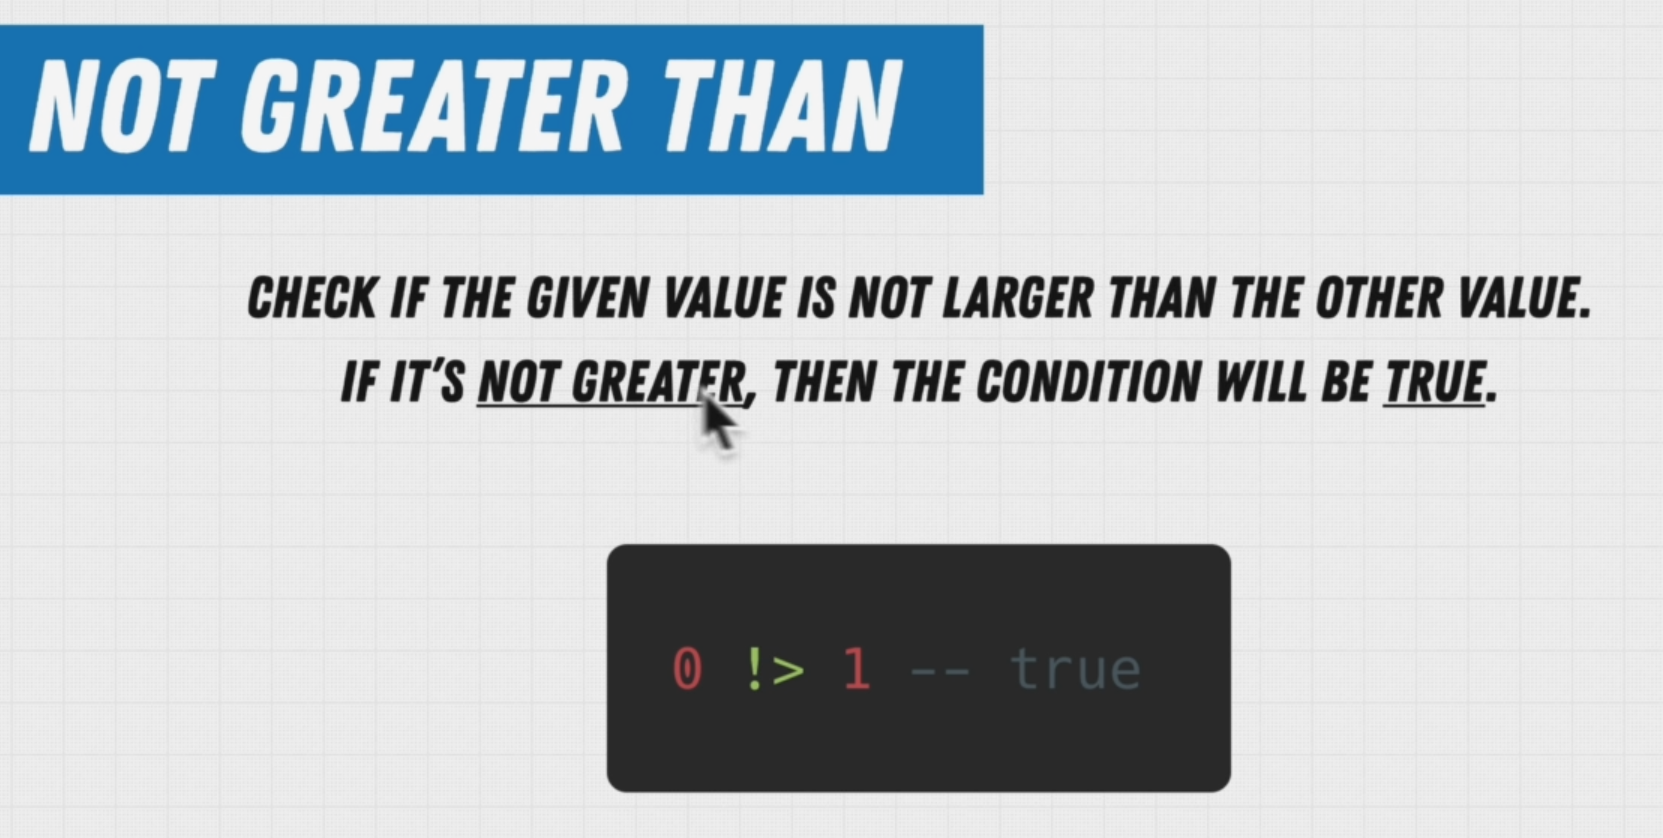 NOT GREATER THAN
CHECK IF THE GIVEN VALUE IS NOT LARGER THAN THE OTHER VALUE.
IF IT'S NOT GREATER, THEN THE CONDITION WILL BE TRUE.
0 !> 1 -- true